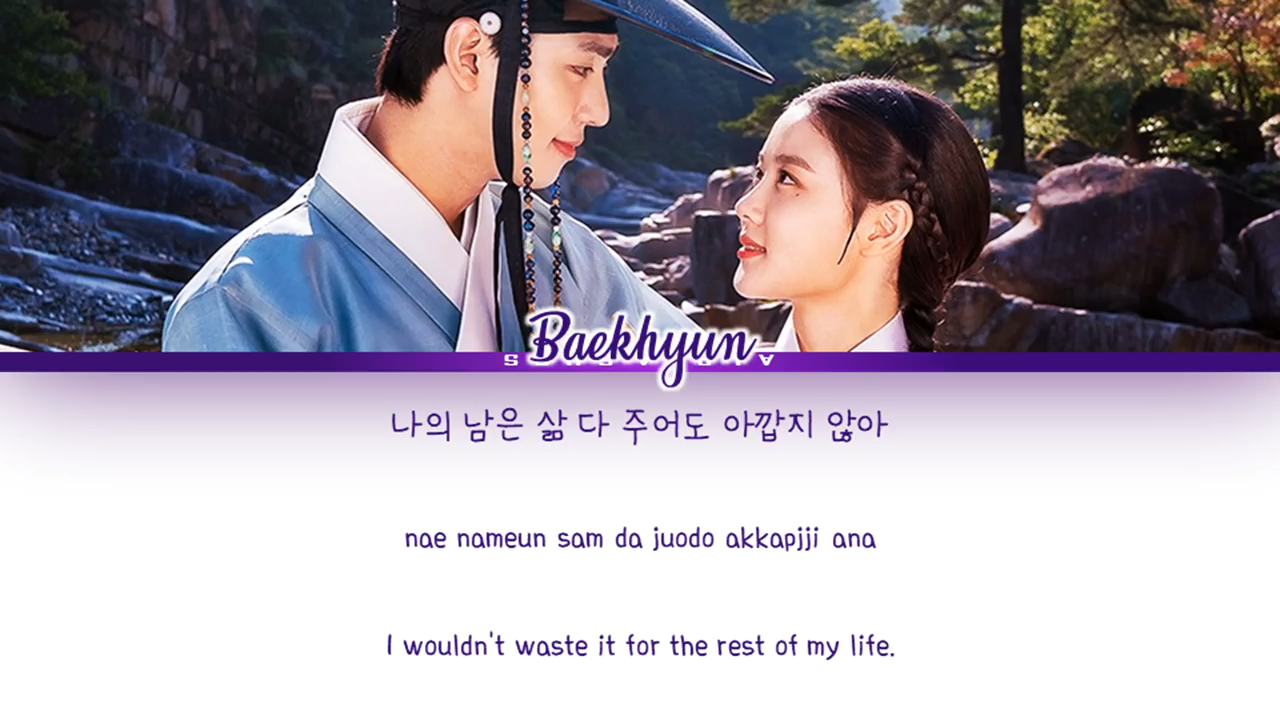 Baekhyun
나의 남은 삶 다 주어도 아깝지 않아
nae nameun sam da juodo akkapjji ana
I wouldn't waste it for the rest of my life.